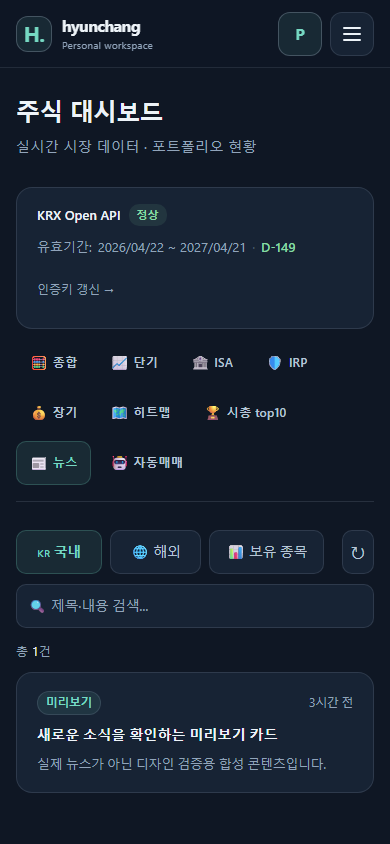 H. hyunchang
Personal workspace
P
주식 대시보드
실시간 시장 데이터 · 포트폴리오 현황
KRX Open API 정상
유효기간: 2026/04/22 ~ 2027/04/21 · D-149
인증키 갱신 →
종합 단기 ISA IRP
장기 히트맵 시총 top10
뉴스 자동매매
KR 국내 해외 보유 종목 ↻
제목·내용 검색...
총 1건
미리보기 3시간 전
새로운 소식을 확인하는 미리보기 카드
실제 뉴스가 아닌 디자인 검증용 합성 콘텐츠입니다.